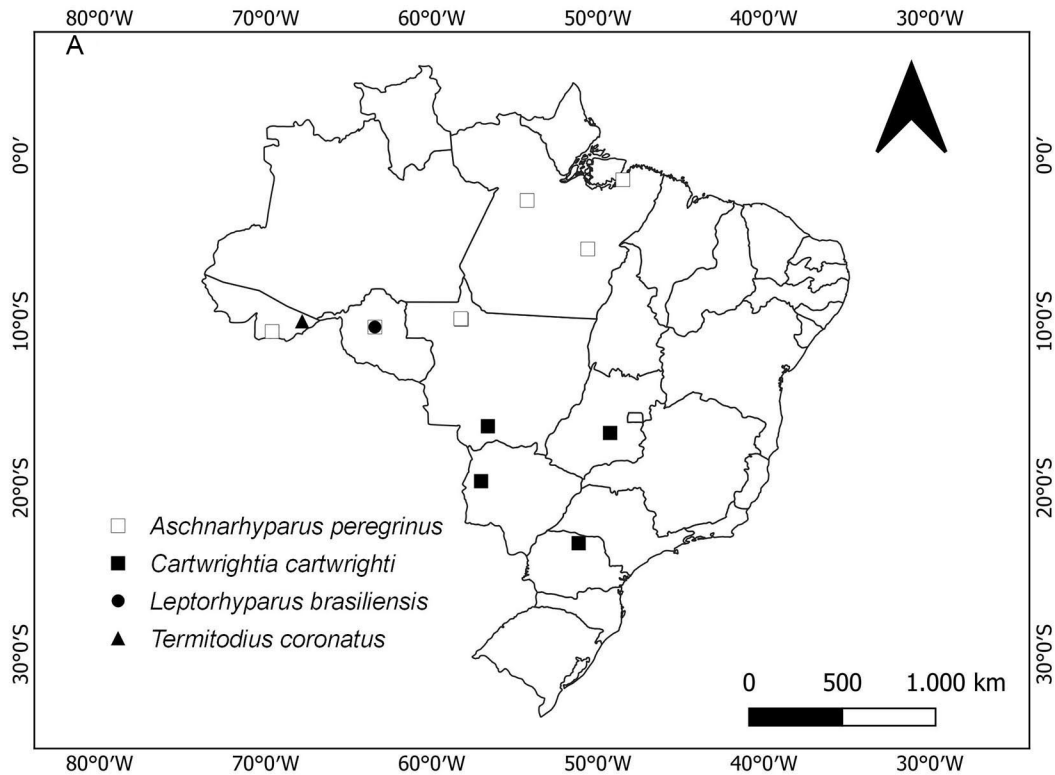 80°0'W 70°0'W 60°0'W 50°0'W 40°0'W 30°0'W
A
0°0'
10°0'S
20°0'S
30°0'S
0°0'
10°0'S
20°0'S
30°0'S
Aschnarhyparus peregrinus
Cartwrightia cartwrighti
Leptorhyparus brasiliensis
Termitodius coronatus
0 500 1.000 km
80°0'W 70°0'W 60°0'W 50°0'W 40°0'W 30°0'W